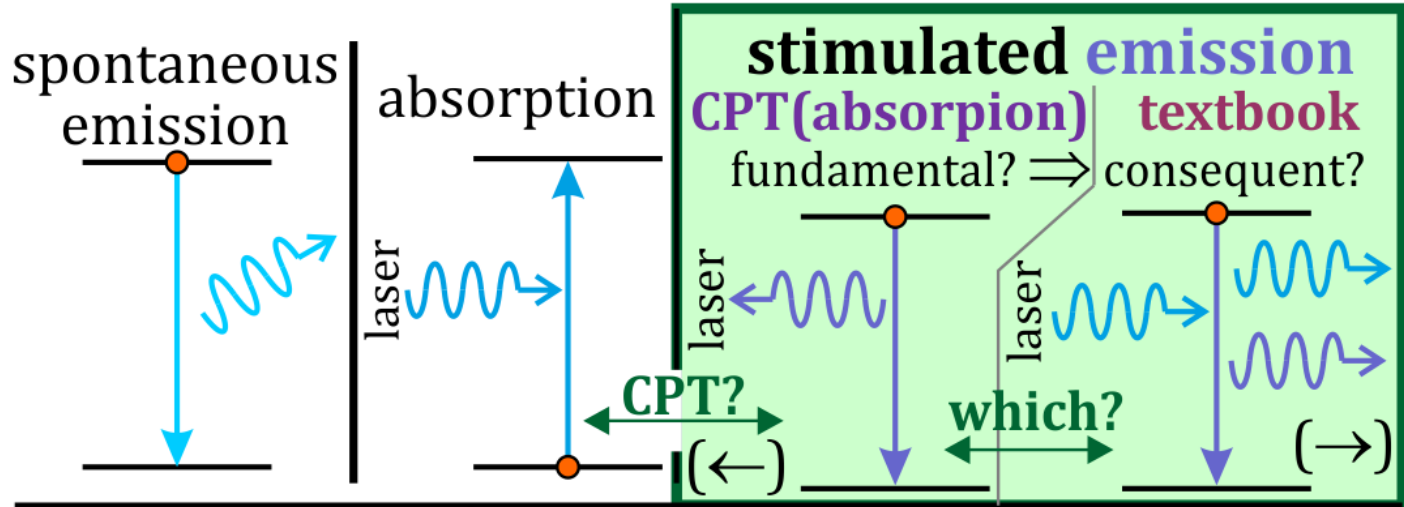 spontaneous
emission
absorption
laser
CPT?
stimulated emission
CPT(absorpion)
textbook
fundamental? ⇒ consequent?
laser
(←)
which?
laser
(→)